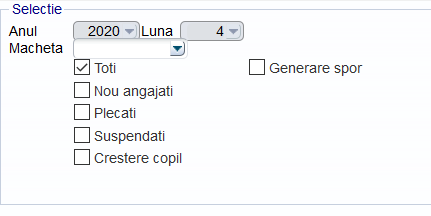 Selectie
Anul 2020 Luna 4
Macheta
Toti Generare spor
Nou angajati
Plecati
Suspendati
Crestere copil